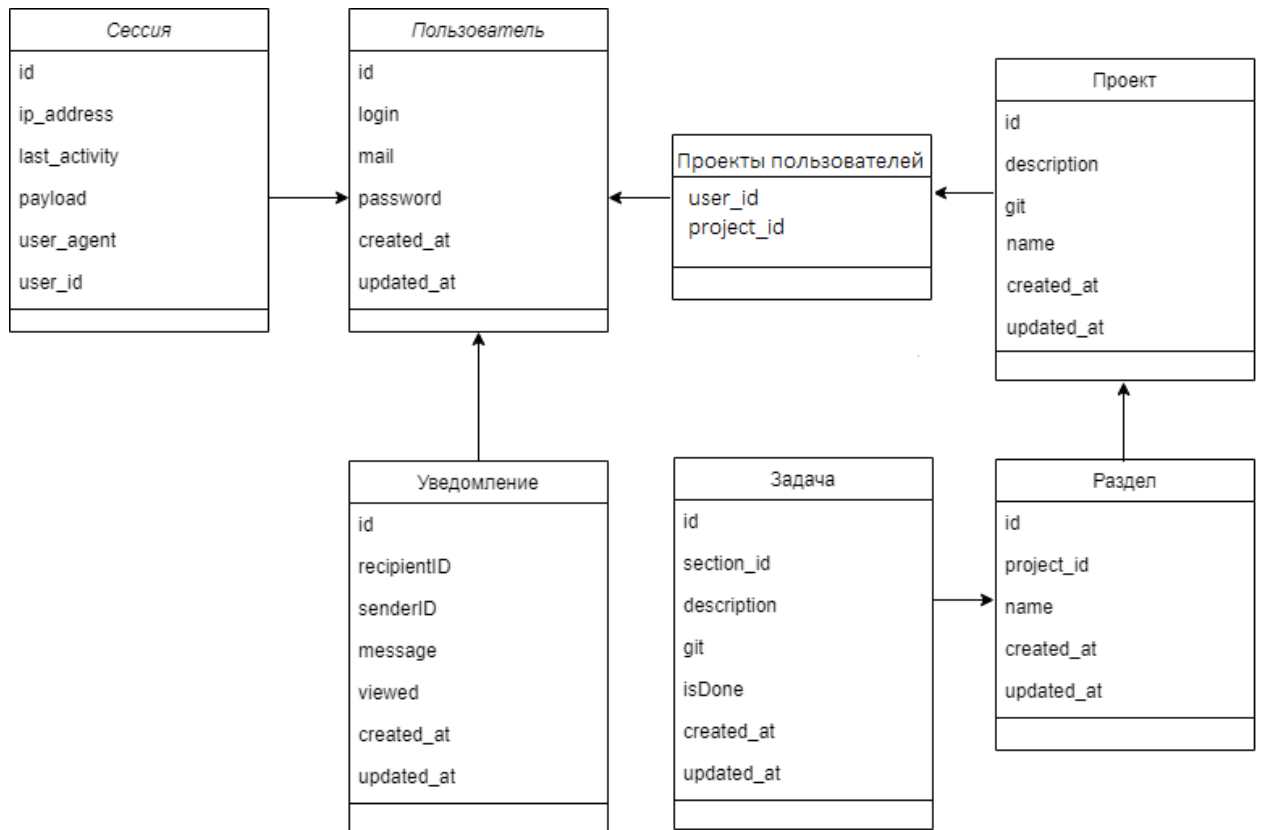 Сессия
id
ip_address
last_activity
payload
user_agent
user_id
Пользователь
id
login
mail
password
created_at
updated_at
Проекты пользователей
user_id
project_id
Проект
id
description
git
name
created_at
updated_at
Уведомление
id
recipientID
senderID
message
viewed
created_at
updated_at
Задача
id
section_id
description
git
isDone
created_at
updated_at
Раздел
id
project_id
name
created_at
updated_at